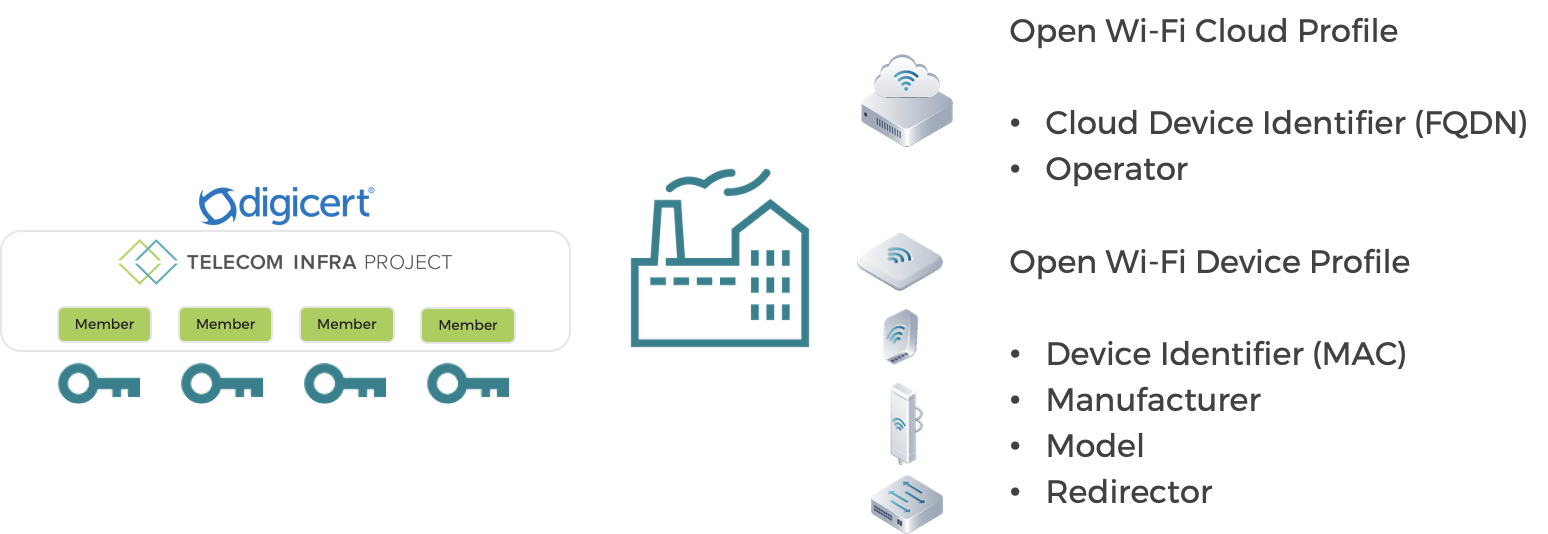 digicert®
TELECOM INFRA PROJECT
Member Member Member Member
Open Wi-Fi Cloud Profile
• Cloud Device Identifier (FQDN)
• Operator
Open Wi-Fi Device Profile
• Device Identifier (MAC)
• Manufacturer
• Model
• Redirector